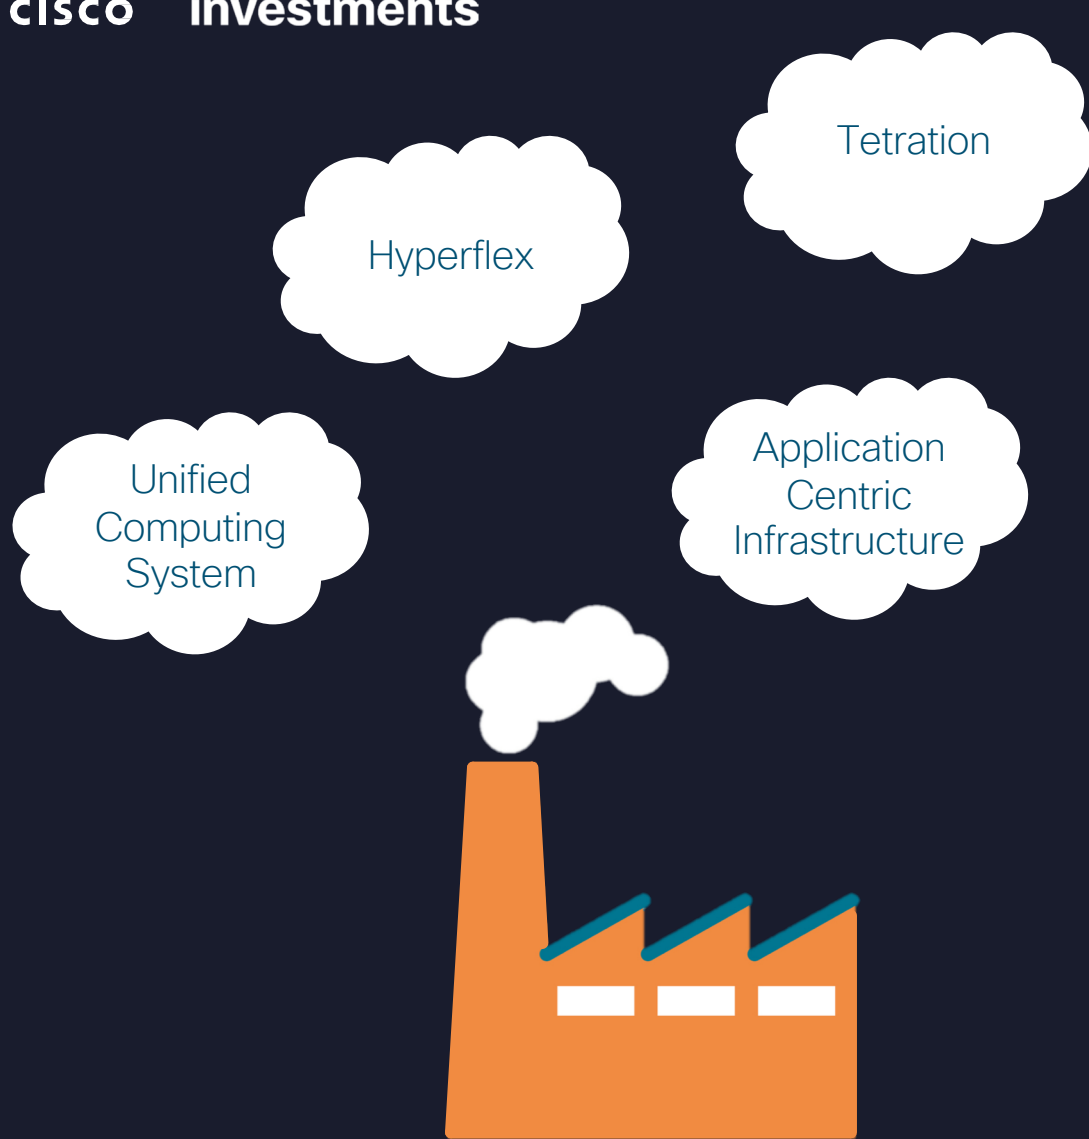 cisco Investments
Tetration
Hyperflex
Application
Centric
Infrastructure
Unified
Computing
System